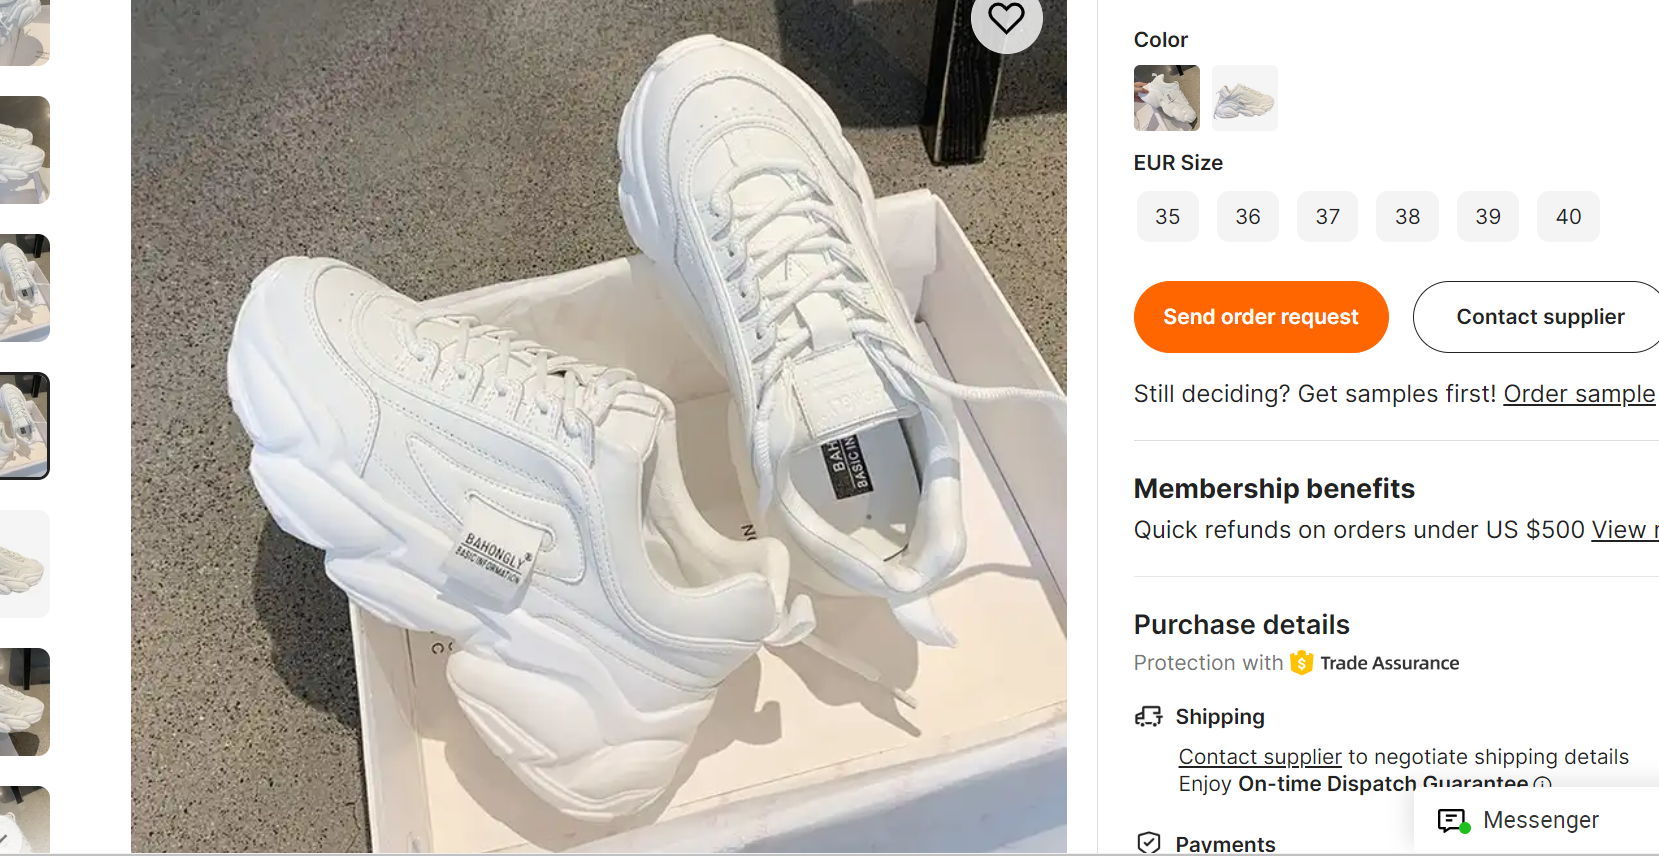 BAHONGLY®
BASIC INFORMATION
BAH
BASIC IN
Color
EUR Size
35 36 37 38 39 40
Send order request
Contact supplier
Still deciding? Get samples first! Order sample
Membership benefits
Quick refunds on orders under US $500 View
Purchase details
Protection with $ Trade Assurance
Shipping
Contact supplier to negotiate shipping details
Enjoy On-time Dispatch Guarantee
Messenger
Payments